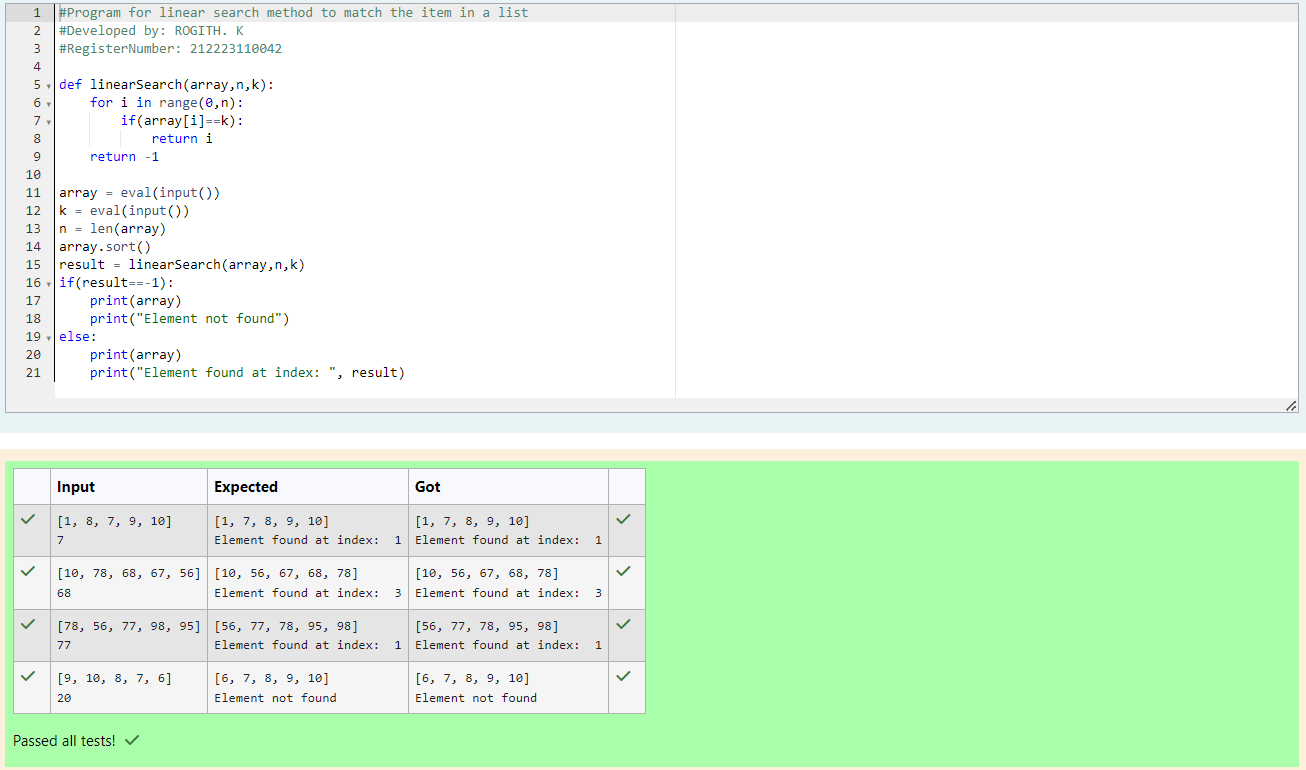 1 #Program for linear search method to match the item in a list
2 #Developed by: ROGITH. K
3 #RegisterNumber: 212223110042
4
5 def linearSearch(array,n,k):
6     for i in range(0,n):
7         if(array[i]==k):
8             return i
9     return -1
10
11 array = eval(input())
12 k = eval(input())
13 n = len(array)
14 array.sort()
15 result = linearSearch(array,n,k)
16 if(result==-1):
17     print(array)
18     print("Element not found")
19 else:
20     print(array)
21     print("Element found at index: ", result)
Input Expected Got
[1, 8, 7, 9, 10] [1, 7, 8, 9, 10] [1, 7, 8, 9, 10]
7 Element found at index:  1 Element found at index:  1
[10, 78, 68, 67, 56] [10, 56, 67, 68, 78] [10, 56, 67, 68, 78]
68 Element found at index:  3 Element found at index:  3
[78, 56, 77, 98, 95] [56, 77, 78, 95, 98] [56, 77, 78, 95, 98]
77 Element found at index:  1 Element found at index:  1
[9, 10, 8, 7, 6] [6, 7, 8, 9, 10] [6, 7, 8, 9, 10]
20 Element not found Element not found
Passed all tests!